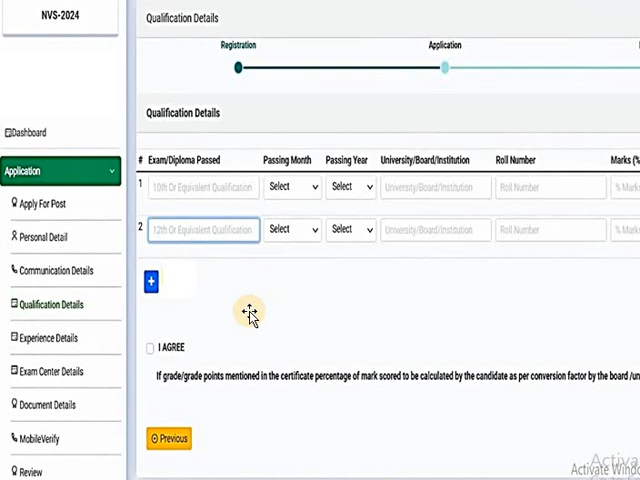 NVS-2024
Qualification Details
Registration Application
Qualification Details
Dashboard
Application
Apply For Post
Personal Detail
Communication Details
Qualification Details
Experience Details
Exam Center Details
Document Details
MobileVerify
Review
# Exam/Diploma Passed Passing Month Passing Year University/Board/Institution Roll Number Marks (%
1 10th Or Equivalent Qualification Select Select University/Board/Institution Roll Number % Marks
2 12th Or Equivalent Qualification Select Select University/Board/Institution Roll Number % Marks
+
I AGREE
If grade/grade points mentioned in the certificate percentage of mark scored to be calculated by the candidate as per conversion factor by the board /un
Previous
Activate